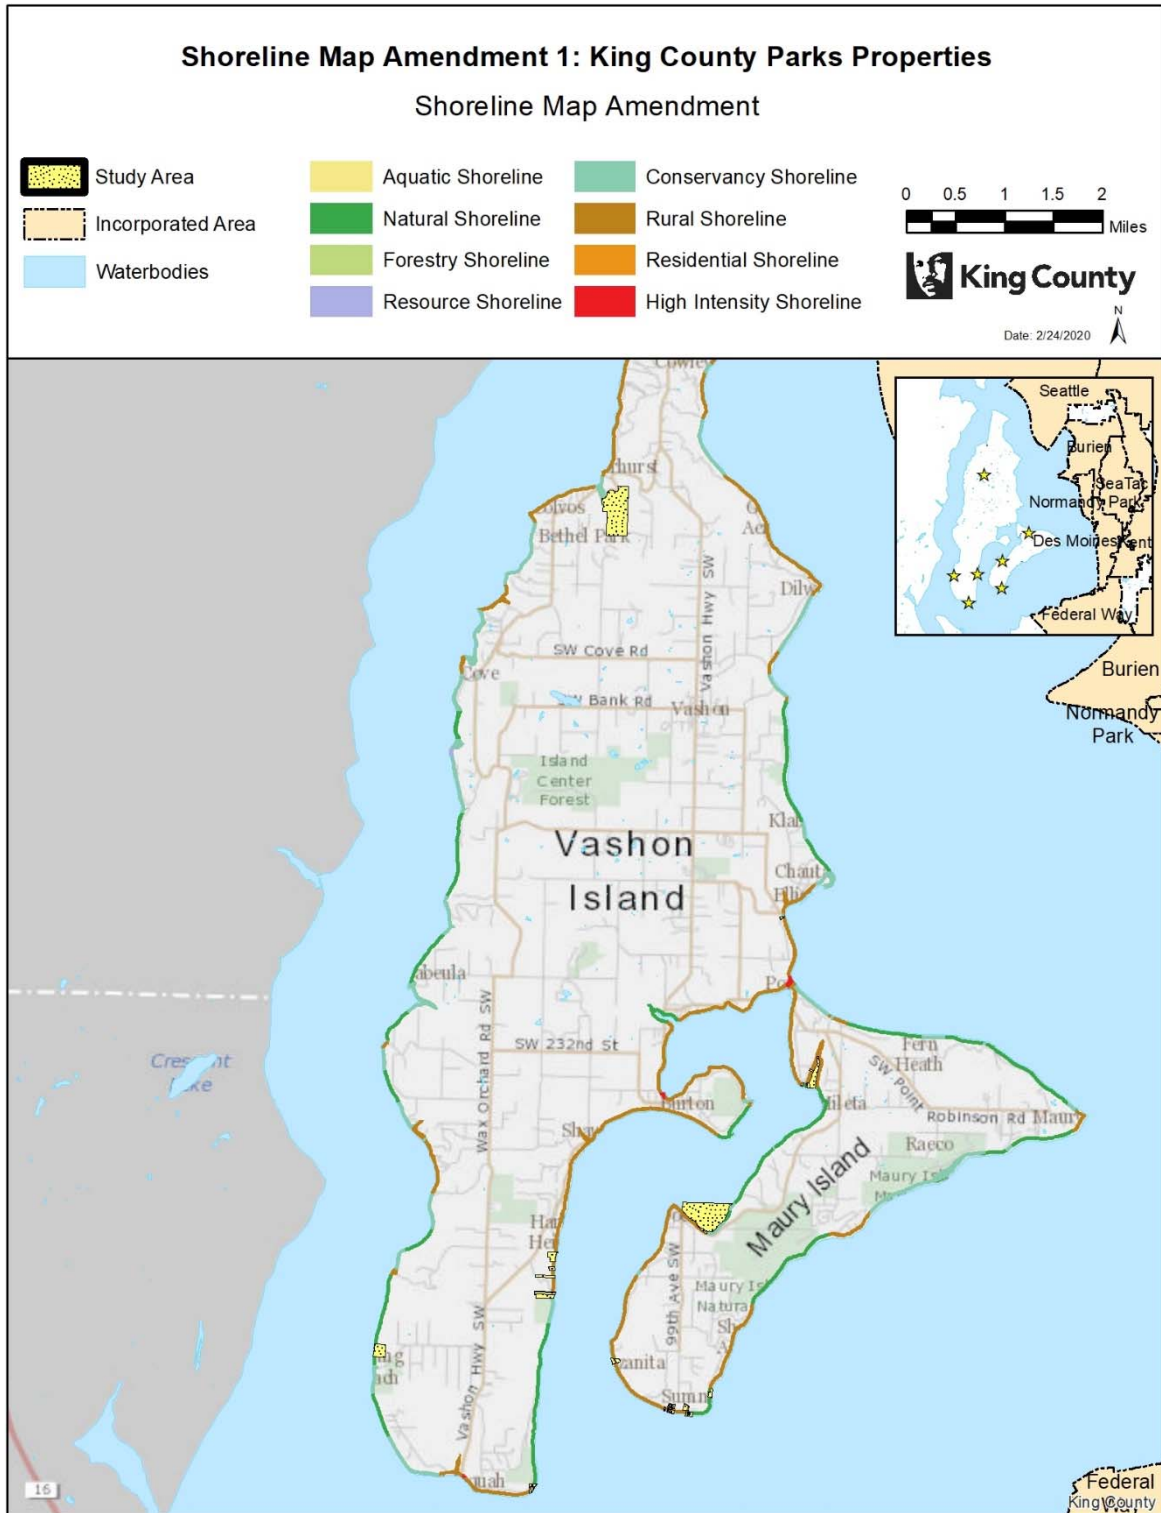 Shoreline Map Amendment 1: King County Parks Properties
Shoreline Map Amendment
Study Area
Incorporated Area
Waterbodies
Aquatic Shoreline
Natural Shoreline
Forestry Shoreline
Resource Shoreline
Conservancy Shoreline
Rural Shoreline
Residential Shoreline
High Intensity Shoreline
0 0.5 1 1.5 2
Miles
King County
N
Date: 2/24/2020
Seattle
Burien
SeaTac
Normandy Park
Des Moines
Kent
Federal Way
Burien
Normandy
Park
Bethel Park
Vashon Hwy SW
SW Cove Rd
Cove
Bank Rd
Vashon
Island
Center
Forest
Vashon
Island
Wax Orchard Rd SW
SW 232nd St
Crescent
Lake
Burton
Fern
Heath
SW Point
Robinson Rd
Maury
Raeco
Maury Island
99th Ave SW
Vashon Hwy SW
16
Federal
King County